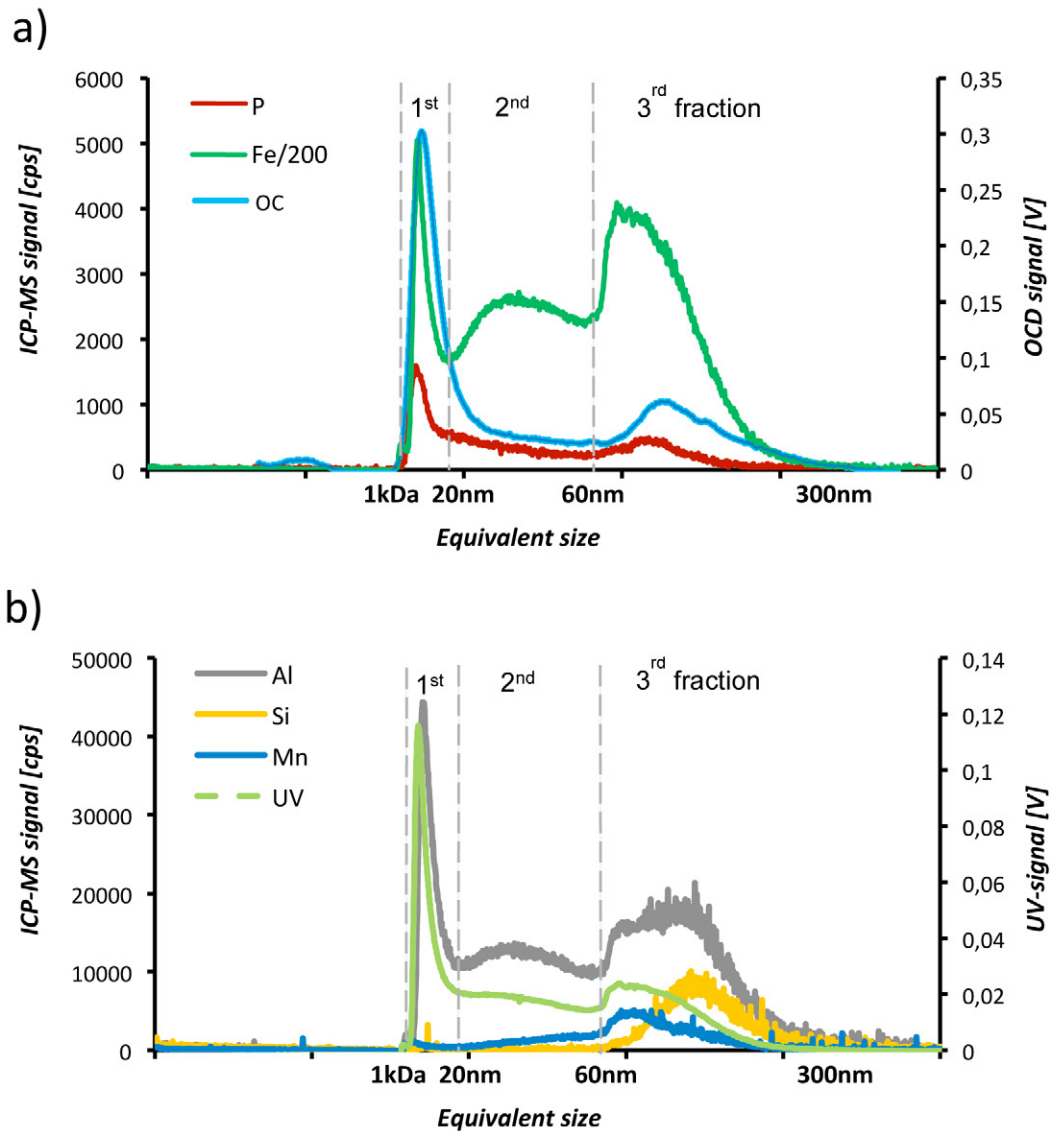 a)
ICP-MS signal [cps]
6000
5000
4000
3000
2000
1000
0
P
Fe/200
OC
1st
2nd
3rd fraction
0,35
0,3
0,25
0,2
0,15
0,1
0,05
0
OCD signal [V]
1kDa 20nm 60nm 300nm
Equivalent size
b)
ICP-MS signal [cps]
50000
40000
30000
20000
10000
0
Al
Si
Mn
UV
1st
2nd
3rd fraction
0,14
0,12
0,1
0,08
0,06
0,04
0,02
0
UV-signal [V]
1kDa 20nm 60nm 300nm
Equivalent size